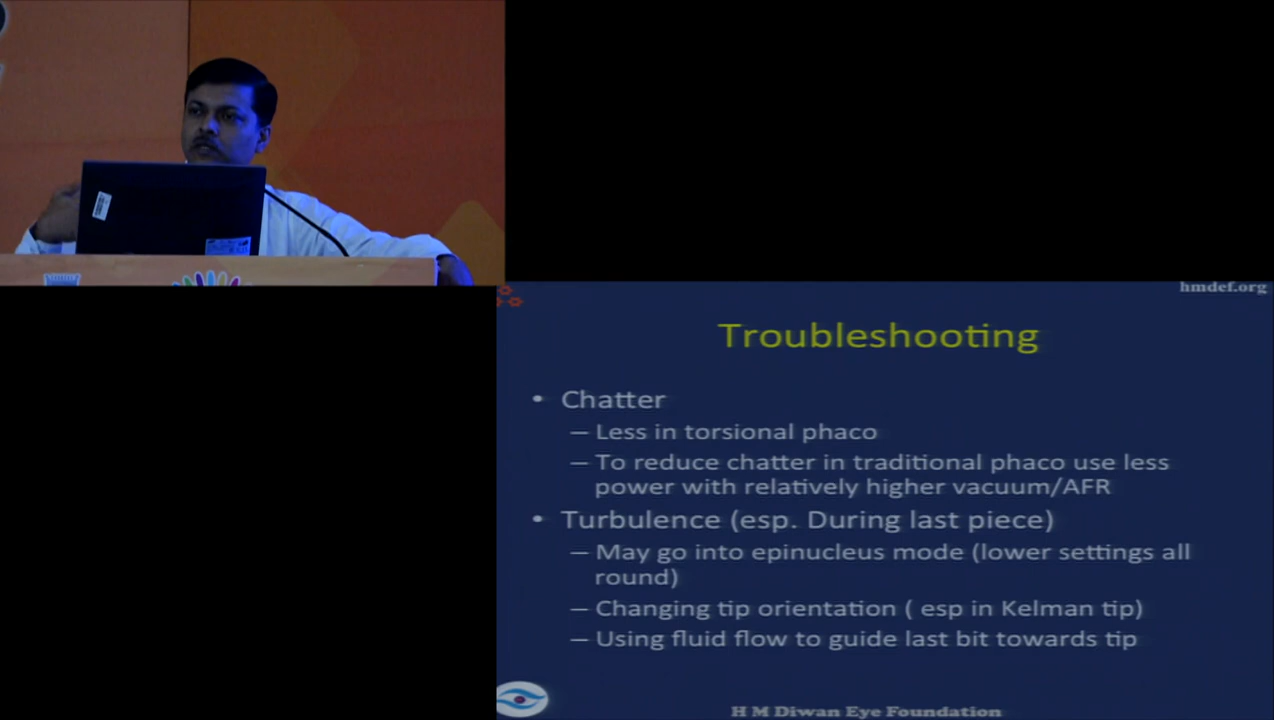 hmdef.org
Troubleshooting
• Chatter
– Less in torsional phaco
– To reduce chatter in traditional phaco use less
power with relatively higher vacuum/AFR
• Turbulence (esp. During last piece)
– May go into epinucleus mode (lower settings all
round)
– Changing tip orientation ( esp in Kelman tip)
– Using fluid flow to guide last bit towards tip
H M Diwan Eye Foundation